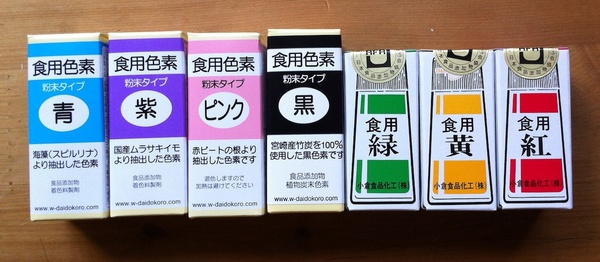 食用色素
粉末タイプ
青
海藻(スピルリナ)
より抽出した色素
食品添加物
着色料製剤
www.w-daidokoro.com
食用色素
粉末タイプ
紫
国産ムラサキイモ
より抽出した色素
食品添加物
着色料製剤
www.w-daidokoro.com
食用色素
粉末タイプ
ピンク
赤ビートの根より
抽出した色素です
退色しますので
加熱は避けてください
www.w-daidokoro.com
食用色素
粉末タイプ
黒
宮崎産竹炭を100%
使用した黒色素です
食品添加物
植物炭末色素
www.w-daidokoro.com
食用
緑
小倉食品化工(株)
食用
黄
小倉食品化工(株)
食用
紅
小倉食品化工(株)